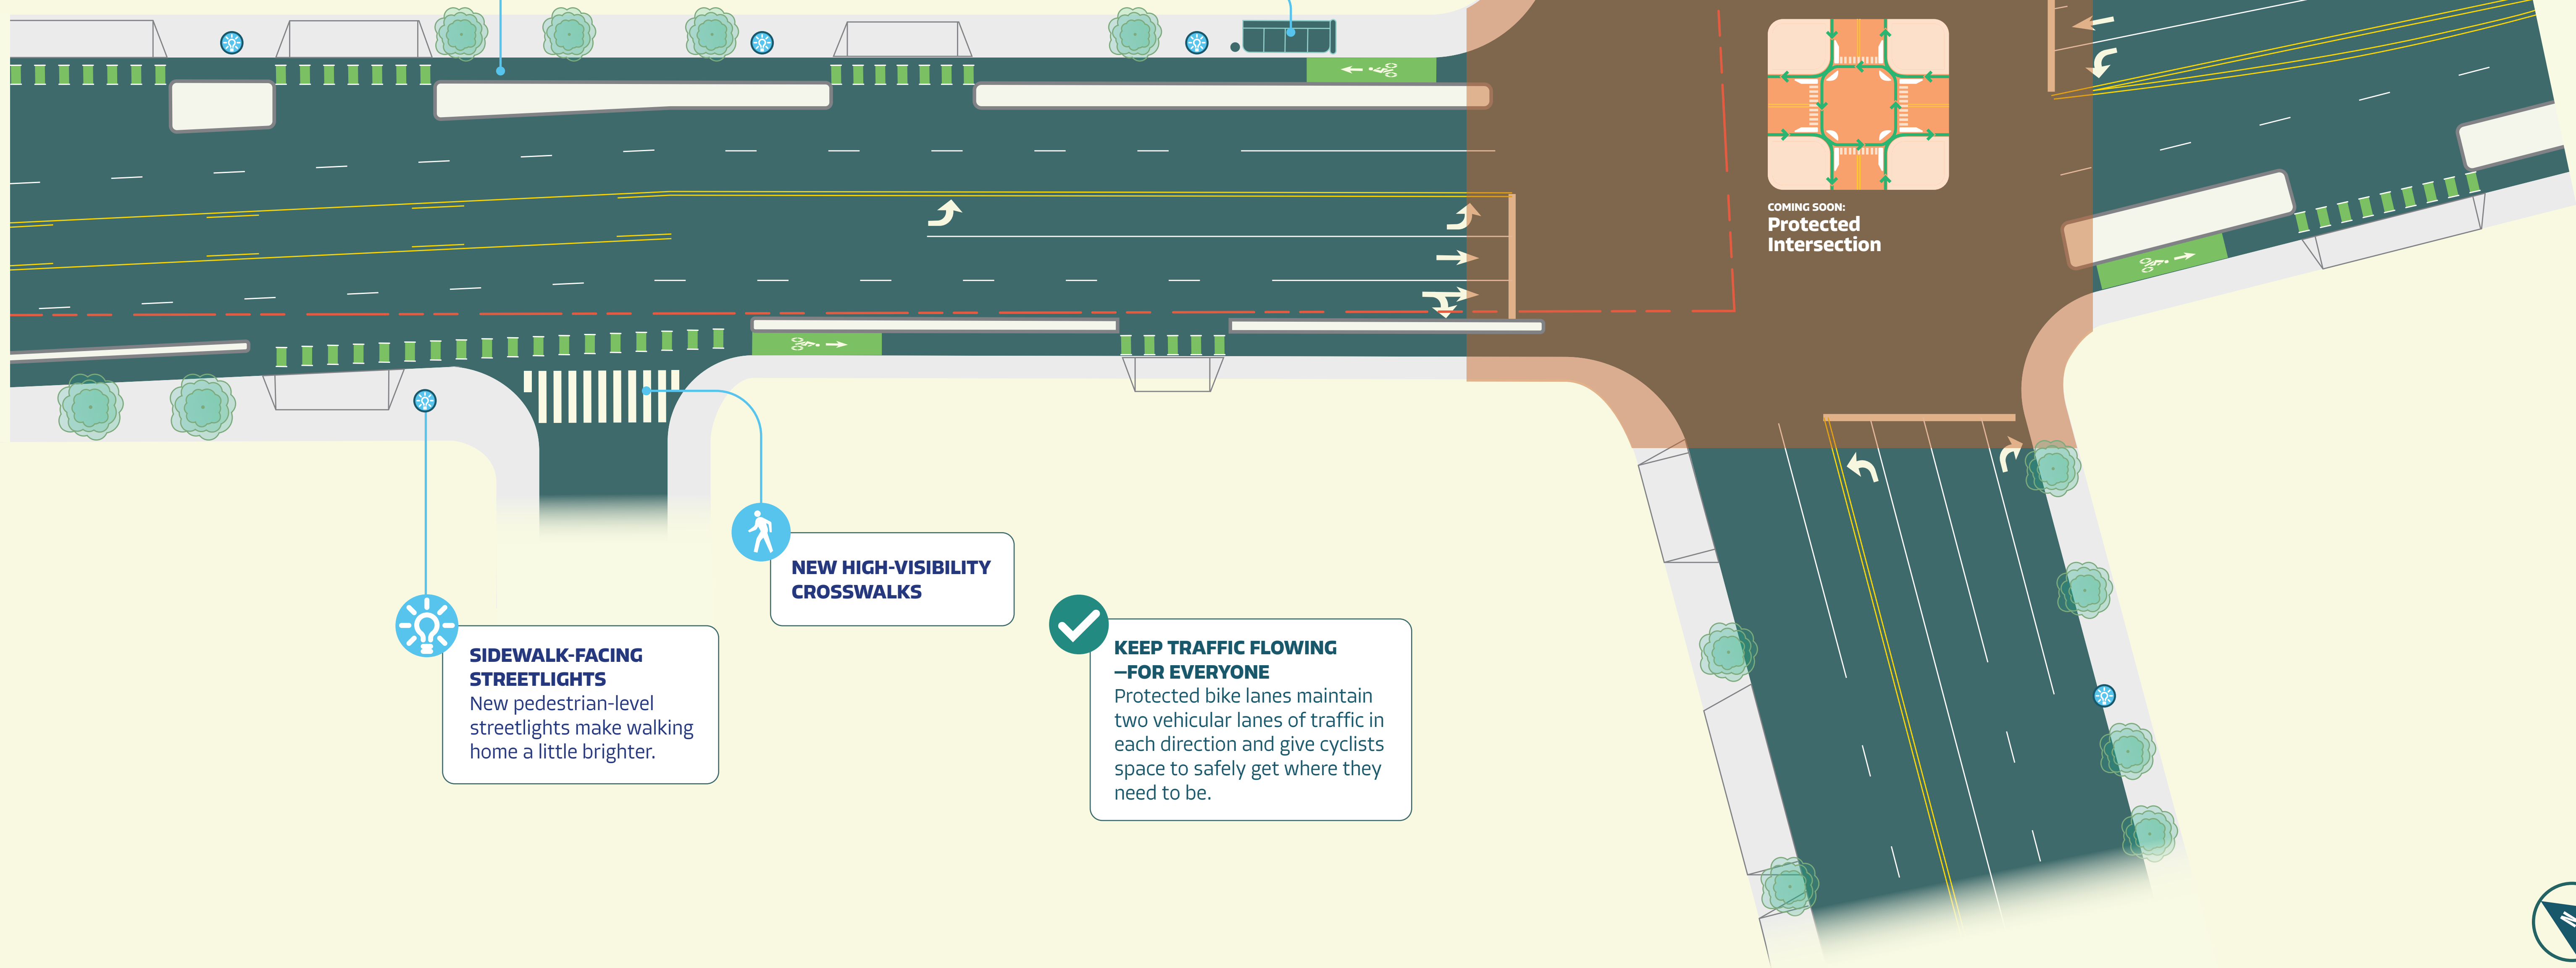 COMING SOON:
Protected
Intersection
NEW HIGH-VISIBILITY
CROSSWALKS
SIDEWALK-FACING
STREETLIGHTS
New pedestrian-level
streetlights make walking
home a little brighter.
KEEP TRAFFIC FLOWING
—FOR EVERYONE
Protected bike lanes maintain
two vehicular lanes of traffic in
each direction and give cyclists
space to safely get where they
need to be.